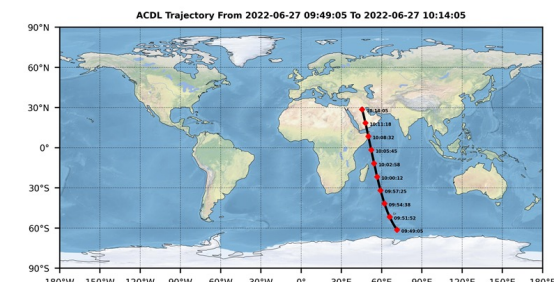 ACDL Trajectory From 2022-06-27 09:49:05 To 2022-06-27 10:14:05
90°N
60°N
30°N
0°
30°S
60°S
90°S
10:14:05
10:11:18
10:08:32
10:05:45
10:02:58
10:00:12
09:57:25
09:54:38
09:51:52
09:49:05
180°W 150°W 120°W 90°W 60°W 30°W 0° 30°E 60°E 90°E 120°E 150°E 180°E